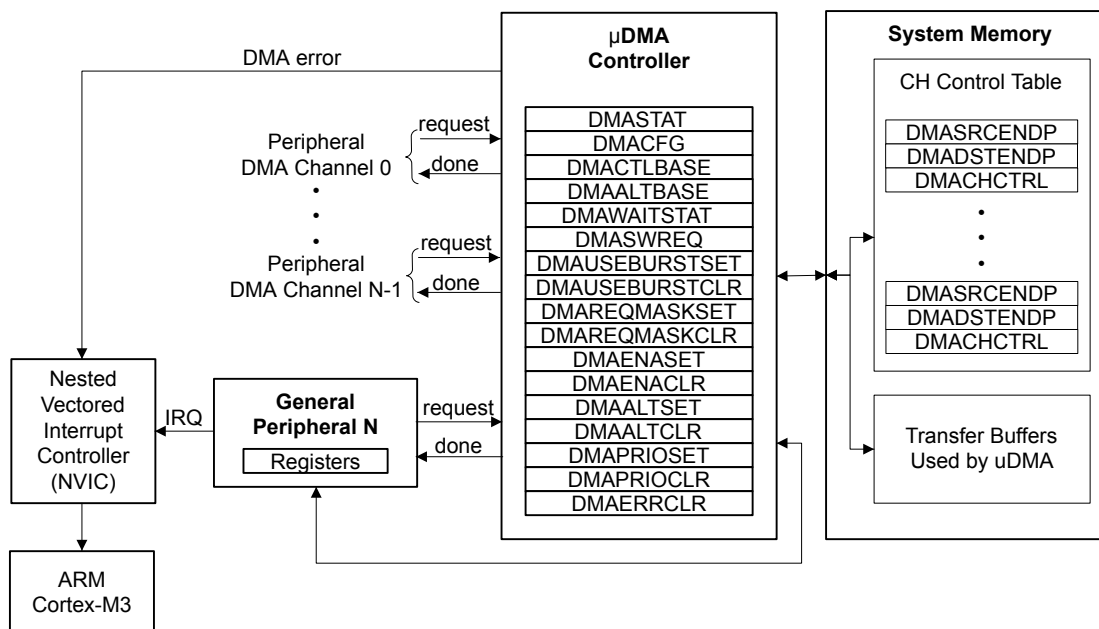 µDMA
Controller
System Memory
DMA error
CH Control Table
request
Peripheral
DMA Channel 0
done
request
Peripheral
DMA Channel N-1
done
DMASTAT
DMACFG
DMACTLBASE
DMAALTBASE
DMAWAITSTAT
DMASWREQ
DMAUSEBURSTSET
DMAUSEBURSTCLR
DMAREQMASKSET
DMAREQMASKCLR
DMAENASET
DMAENACLR
DMAALTSET
DMAALTCLR
DMAPRIOSET
DMAPRIOCLR
DMAERRCLR
DMASRCENDP
DMADSTENDP
DMACHCTRL
DMASRCENDP
DMADSTENDP
DMACHCTRL
Transfer Buffers
Used by uDMA
Nested
Vectored
Interrupt
Controller
(NVIC)
IRQ
General
Peripheral N
Registers
request
done
ARM
Cortex-M3